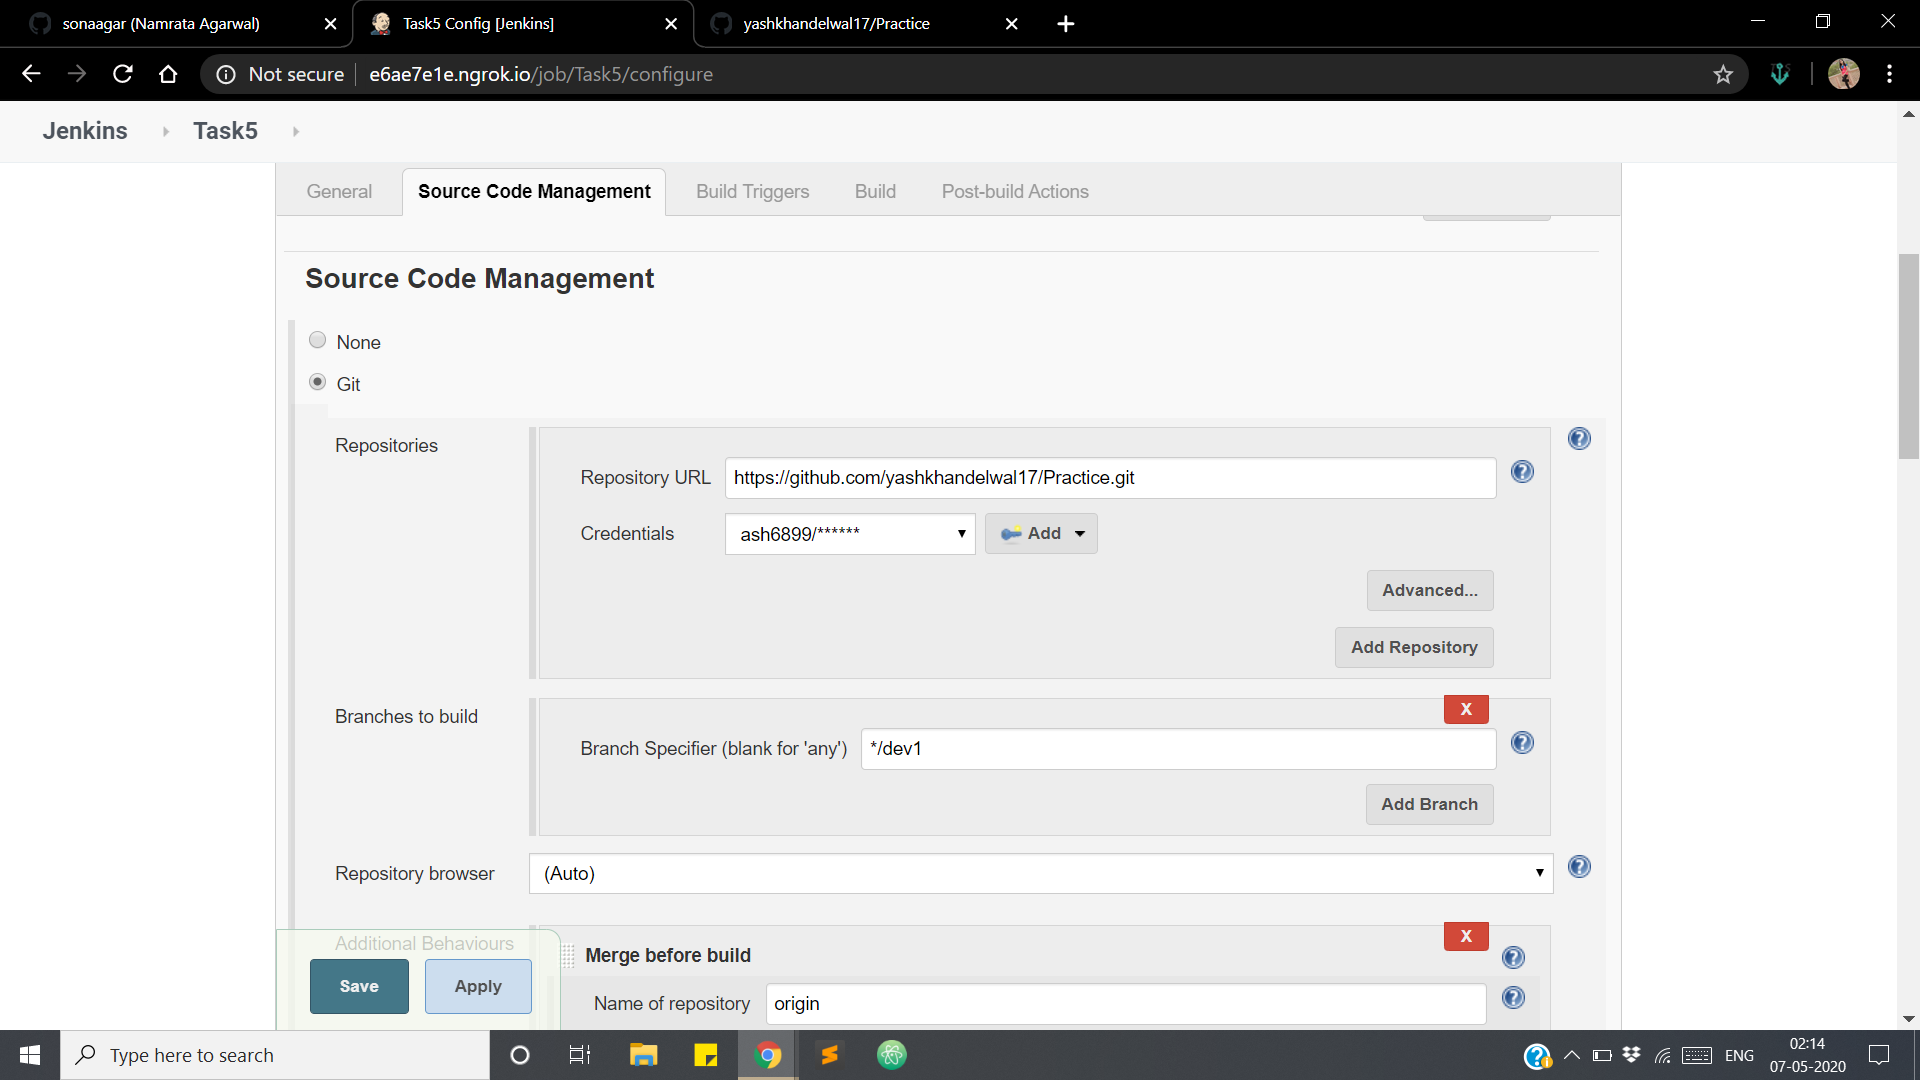 sonaagar (Namrata Agarwal)
Task5 Config [Jenkins]
yashkhandelwal17/Practice
Not secure
e6ae7e1e.ngrok.io/job/Task5/configure
Jenkins
Task5
General
Source Code Management
Build Triggers
Build
Post-build Actions
Source Code Management
None
Git
Repositories
Repository URL
https://github.com/yashkhandelwal17/Practice.git
Credentials
ash6899/******
Add
Advanced...
Add Repository
Branches to build
X
Branch Specifier (blank for 'any')
*/dev1
Add Branch
Repository browser
(Auto)
Additional Behaviours
X
Merge before build
Name of repository
origin
Save
Apply
Type here to search
ENG
02:14
07-05-2020